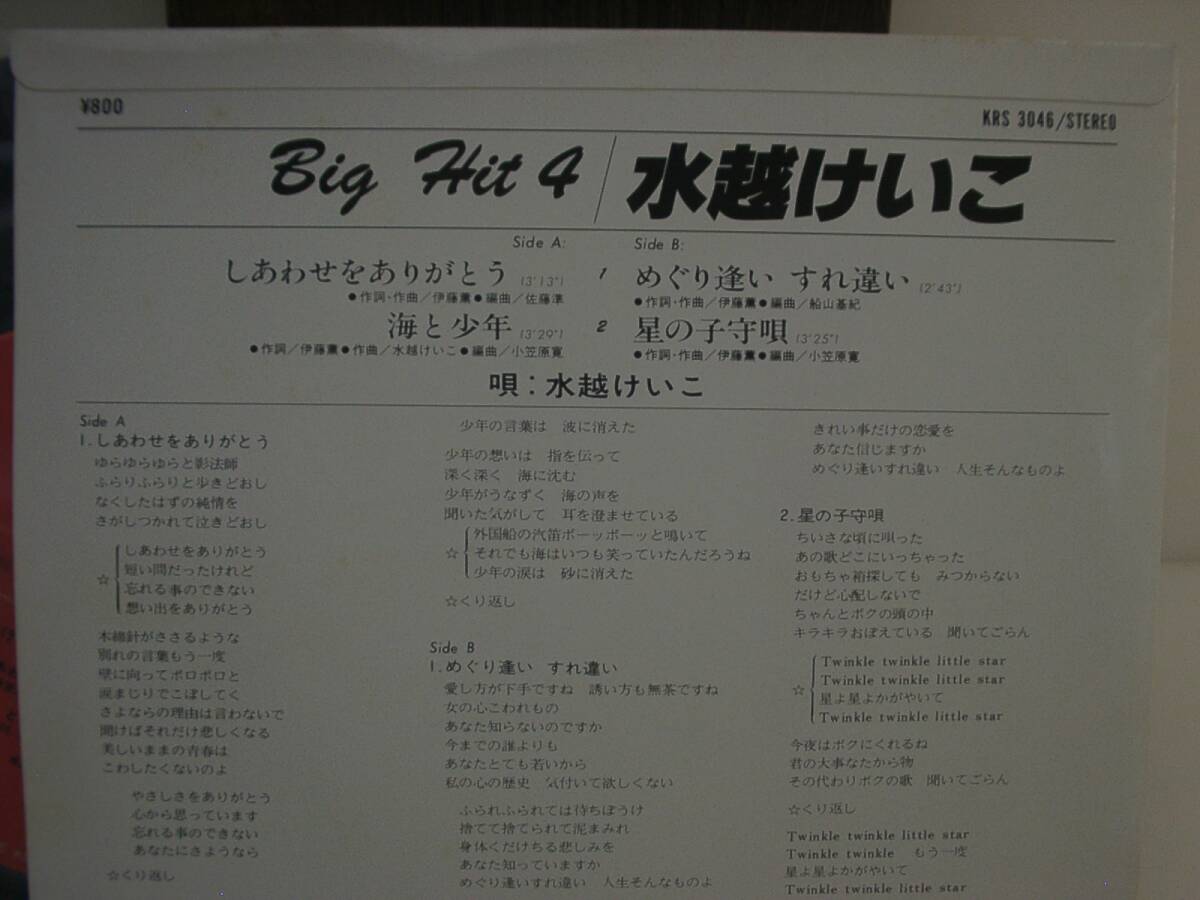 ¥800
KRS 3046/STEREO
Big Hit 4/水越けいこ
Side A:
しあわせをありがとう (3'13") 1
●作詞・作曲/伊藤薫●編曲/佐藤準
海と少年 (3'29") 2
●作詞/伊藤薫●作曲/水越けいこ●編曲/小笠原寛
Side B:
めぐり逢い すれ違い (2'43")
●作詞・作曲/伊藤薫●編曲/船山基紀
星の子守唄 (3'25")
●作詞・作曲/伊藤薫●編曲/小笠原寛
唄:水越けいこ
Side A
1.しあわせをありがとう
ゆらゆらゆらと影法師
ふらりふらりと歩きどおし
なくしたはずの純情を
さがしつかれて泣きどおし
しあわせをありがとう
短い間だったけれど
☆
忘れる事のできない
想い出をありがとう
木綿針がささるような
別れの言葉もう一度
壁に向ってポロポロと
涙まじりでこぼしてく
さよならの理由は言わないで
聞けばそれだけ悲しくなる
美しいままの青春は
こわしたくないのよ
やさしさをありがとう
心から思っています
忘れる事のできない
あなたにさようなら
☆くり返し
少年の言葉は 波に消えた
少年の想いは 指を伝って
深く深く 海に沈む
少年がうなずく 海の声を
聞いた気がして 耳を澄ませている
外国船の汽笛ボーッボーッと鳴いて
☆それでも海はいつも笑っていたんだろうね
少年の涙は 砂に消えた
☆くり返し
Side B
1.めぐり逢い すれ違い
愛し方が下手ですね 誘い方も無茶ですね
女の心こわれもの
あなた知らないのですか
今までの誰よりも
あなたとても若いから
私の心の歴史 気付いて欲しくない
ふられふられては待ちぼうけ
捨てて捨てられて泥まみれ
身体くだけちる悲しみを
あなた知っていますか
めぐり逢いすれ違い 人生そんなものよ
きれい事だけの恋愛を
あなた信じますか
めぐり逢いすれ違い 人生そんなものよ
2.星の子守唄
ちいさな頃に唄った
あの歌どこにいっちゃった
おもちゃ箱探しても みつからない
だけど心配しないで
ちゃんとボクの頭の中
キラキラおぼえている 聞いてごらん
Twinkle twinkle little star
Twinkle twinkle little star
☆
星よ星よかがやいて
Twinkle twinkle little star
今夜はボクにくれるね
君の大事なたから物
その代わりボクの歌 聞いてごらん
☆くり返し
Twinkle twinkle little star
Twinkle twinkle もう一度
星よ星よかがやいて
Twinkle twinkle little star